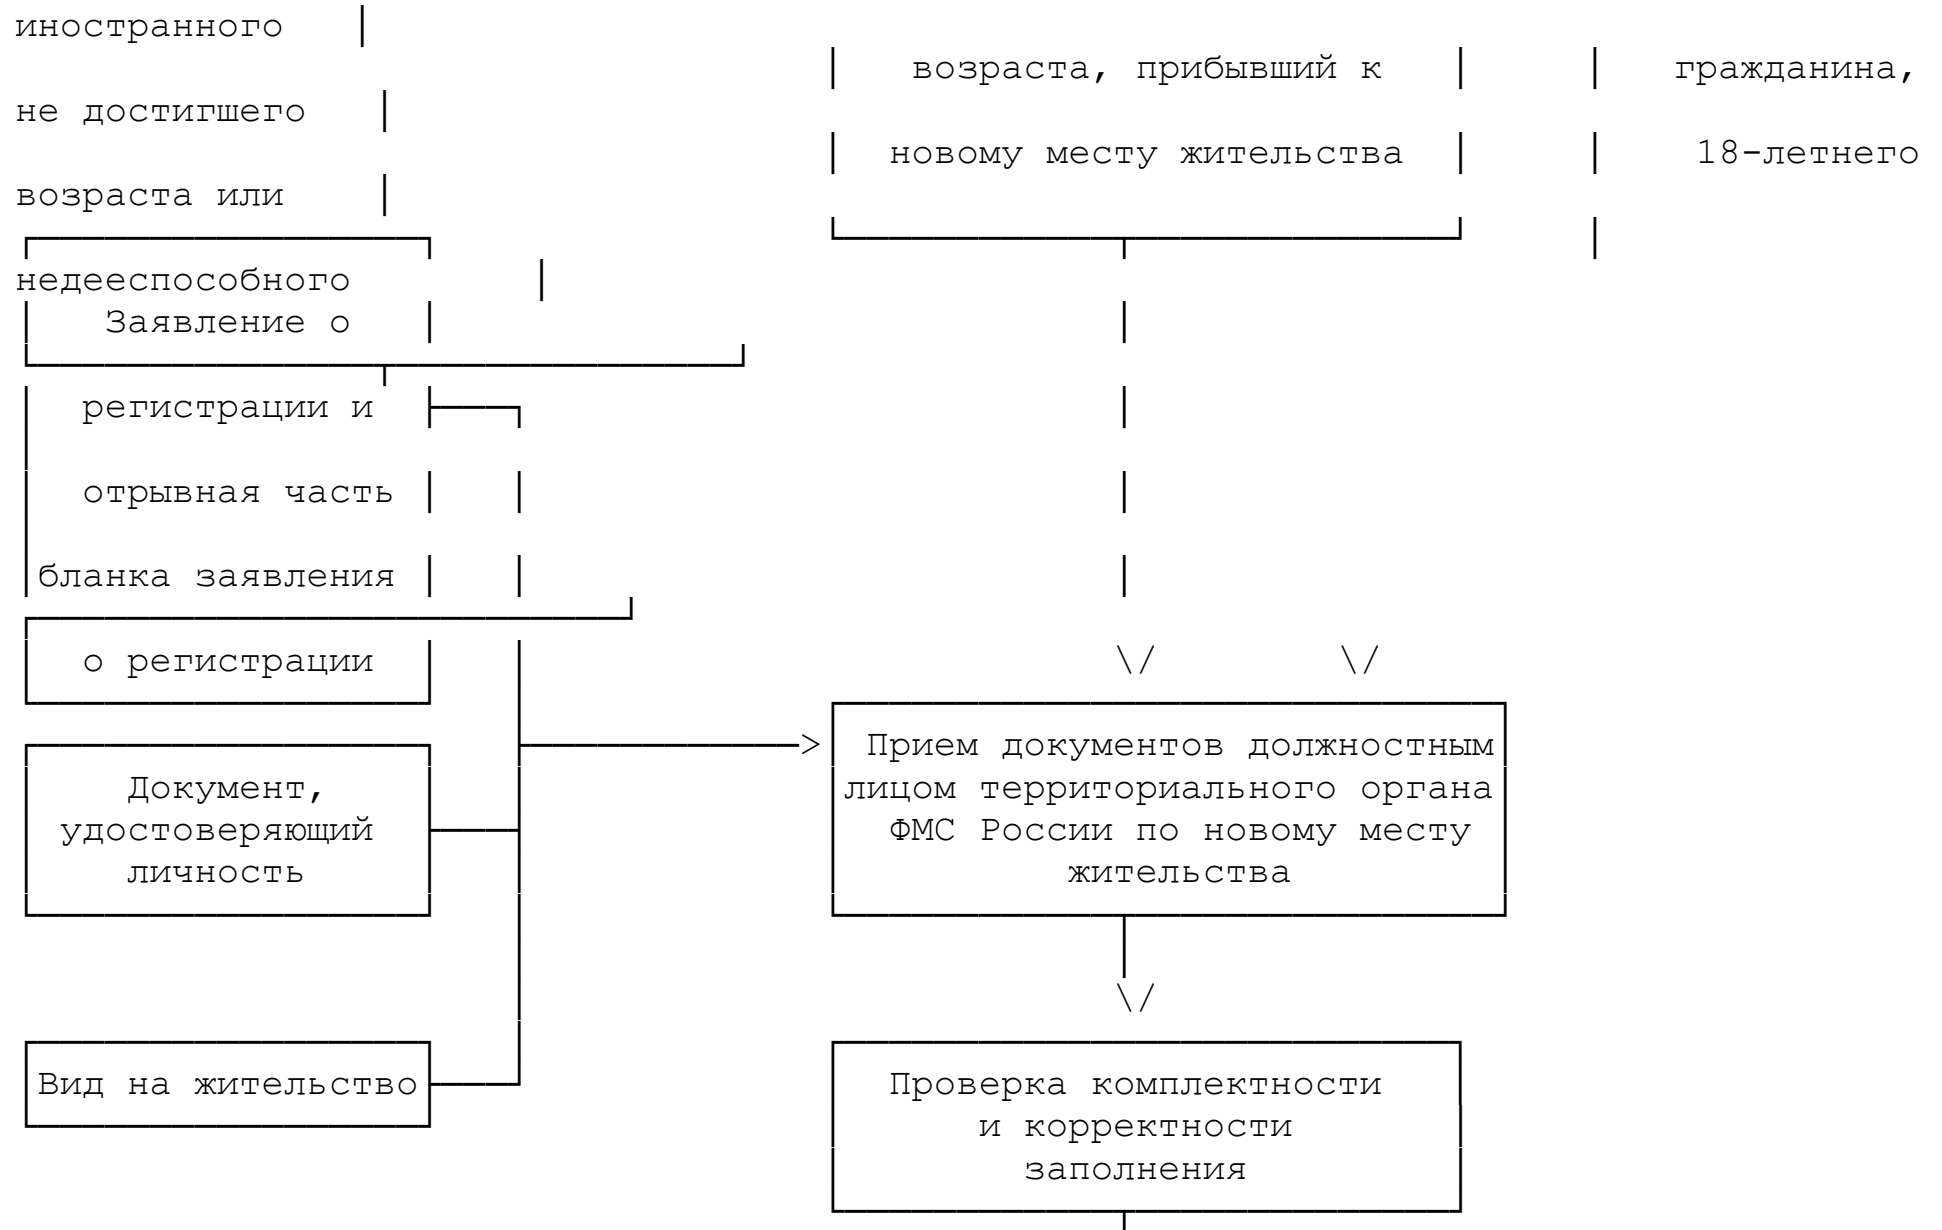 иностранного
возраста, прибывший к гражданина,
не достигшего
новому месту жительства 18-летнего
возраста или
недееспособного
Заявление о
регистрации и
отрывная часть
бланка заявления
о регистрации
Прием документов должностным
Документ, лицом территориального органа
удостоверяющий ФМС России по новому месту
личность жительства
Вид на жительство Проверка комплектности
и корректности
заполнения